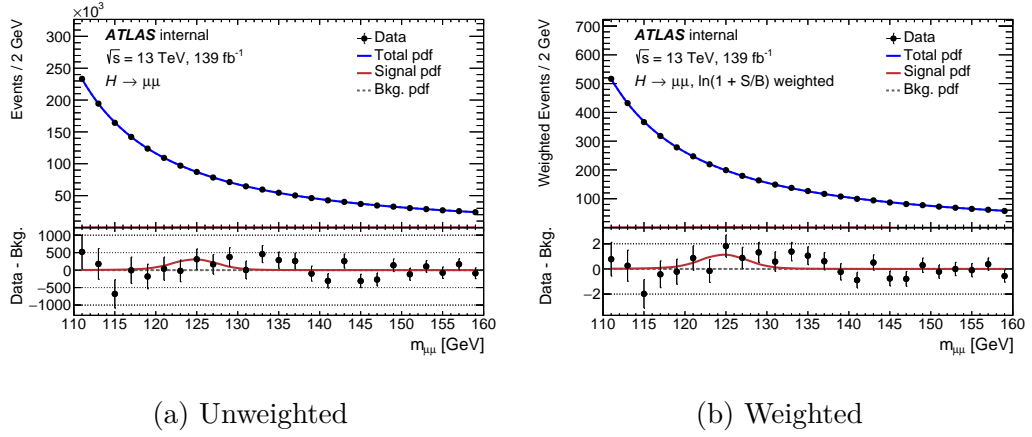 ×10³
300
250
200
150
100
50
Events / 2 GeV
ATLAS internal
√s = 13 TeV, 139 fb⁻¹
H → μμ
Data
Total pdf
Signal pdf
Bkg. pdf
1000
500
0
−500
−1000
Data - Bkg.
110 115 120 125 130 135 140 145 150 155 160
mμμ [GeV]
(a) Unweighted
700
600
500
400
300
200
100
Weighted Events / 2 GeV
ATLAS internal
√s = 13 TeV, 139 fb⁻¹
H → μμ, ln(1 + S/B) weighted
Data
Total pdf
Signal pdf
Bkg. pdf
2
0
−2
Data - Bkg.
110 115 120 125 130 135 140 145 150 155 160
mμμ [GeV]
(b) Weighted